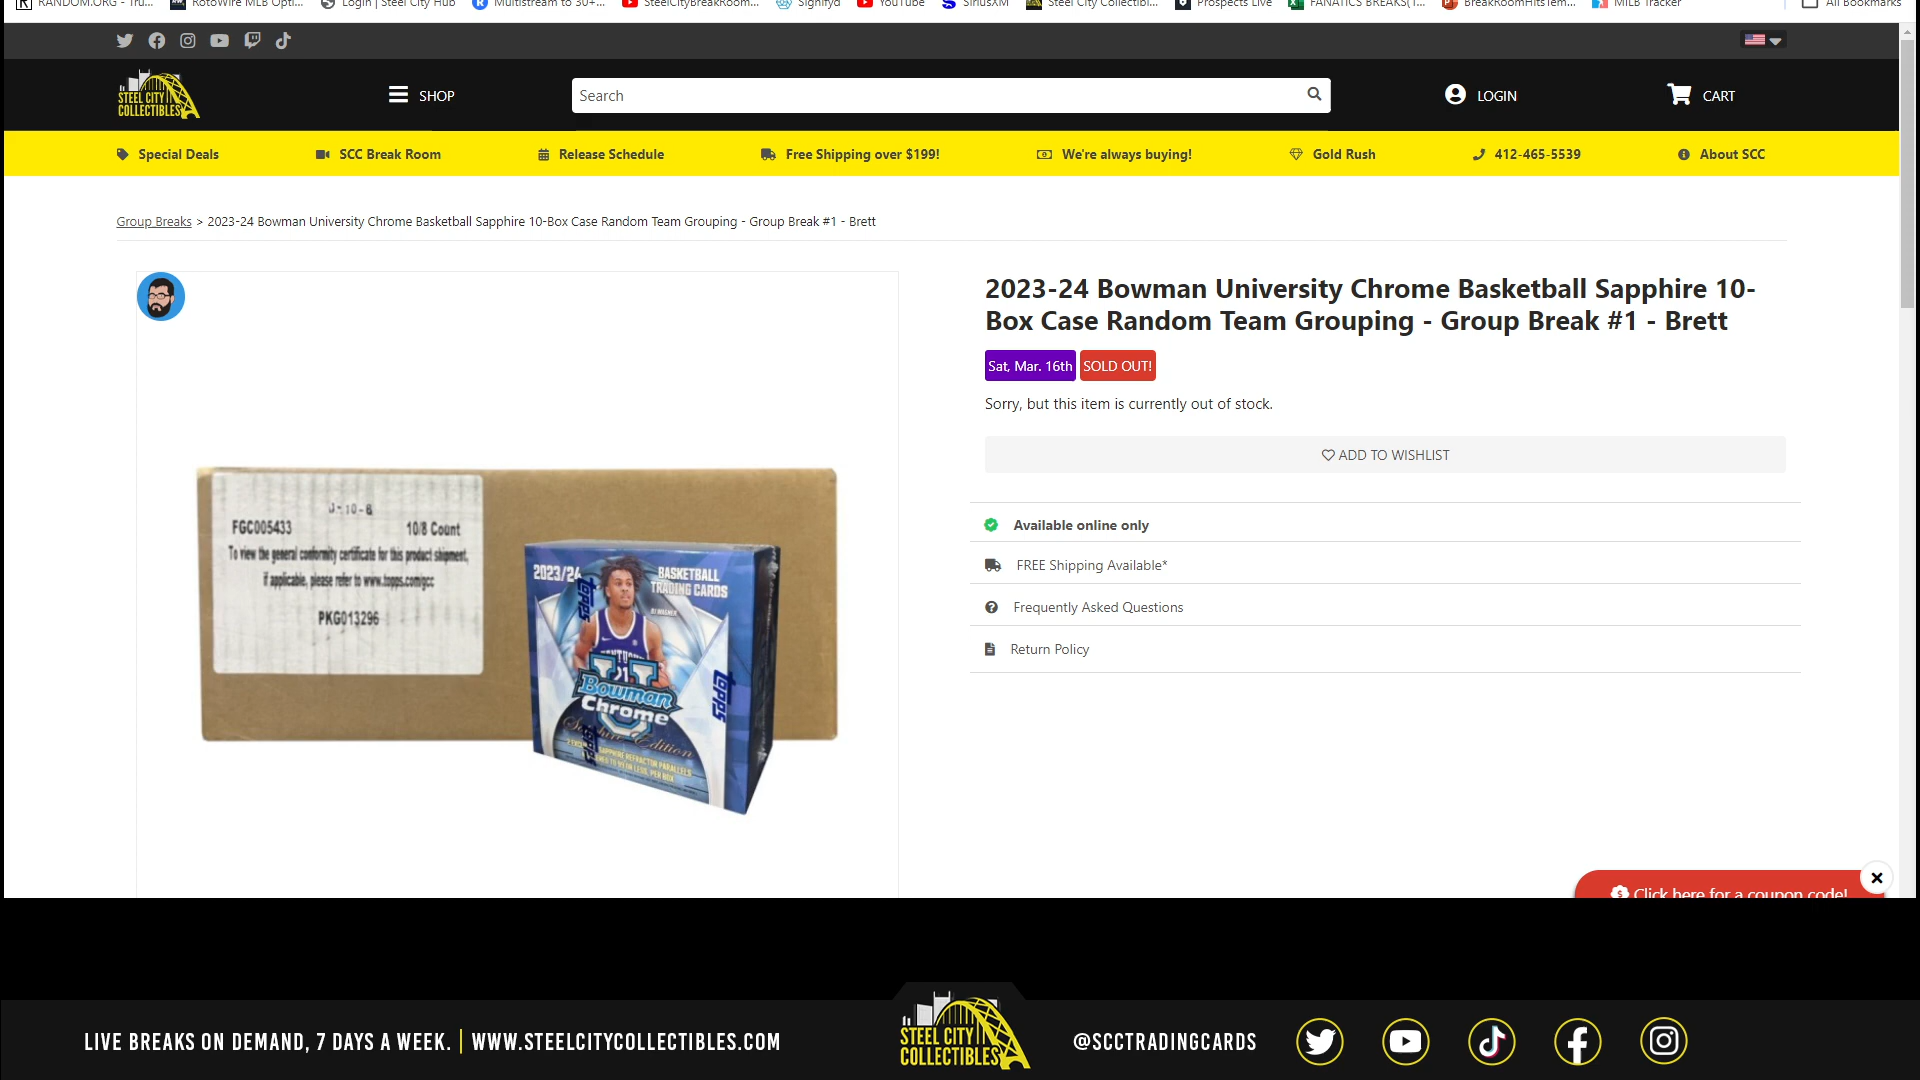 RANDOM.ORG - Tru...
RotoWire MLB Opti...
Login | Steel City Hub
Multistream to 30+...
SteelCityBreakRoom...
Signifyd
YouTube
SiriusXM
Steel City Collectibl...
Prospects Live
FANATICS BREAKS(1...
BreakRoomHitsTem...
MILB Tracker
All Bookmarks
STEEL CITY
COLLECTIBLES
SHOP
Search
LOGIN
CART
Special Deals
SCC Break Room
Release Schedule
Free Shipping over $199!
We're always buying!
Gold Rush
412-465-5539
About SCC
Group Breaks > 2023-24 Bowman University Chrome Basketball Sapphire 10-Box Case Random Team Grouping - Group Break #1 - Brett
2023-24 Bowman University Chrome Basketball Sapphire 10-
Box Case Random Team Grouping - Group Break #1 - Brett
Sat, Mar. 16th
SOLD OUT!
Sorry, but this item is currently out of stock.
ADD TO WISHLIST
Available online only
FREE Shipping Available*
Frequently Asked Questions
Return Policy
FGC005433
10/8 Count
To view the general conformity certificate for this product shipment,
if applicable, please refer to www.topps.com/gcc
PKG013296
2023/24
BASKETBALL
TRADING CARDS
DJ WAGNER
topps
Bowman
Chrome
Sapphire Edition
topps
topps
Click here for a coupon code!
LIVE BREAKS ON DEMAND, 7 DAYS A WEEK. | WWW.STEELCITYCOLLECTIBLES.COM
STEEL CITY
COLLECTIBLES
@SCCTRADINGCARDS